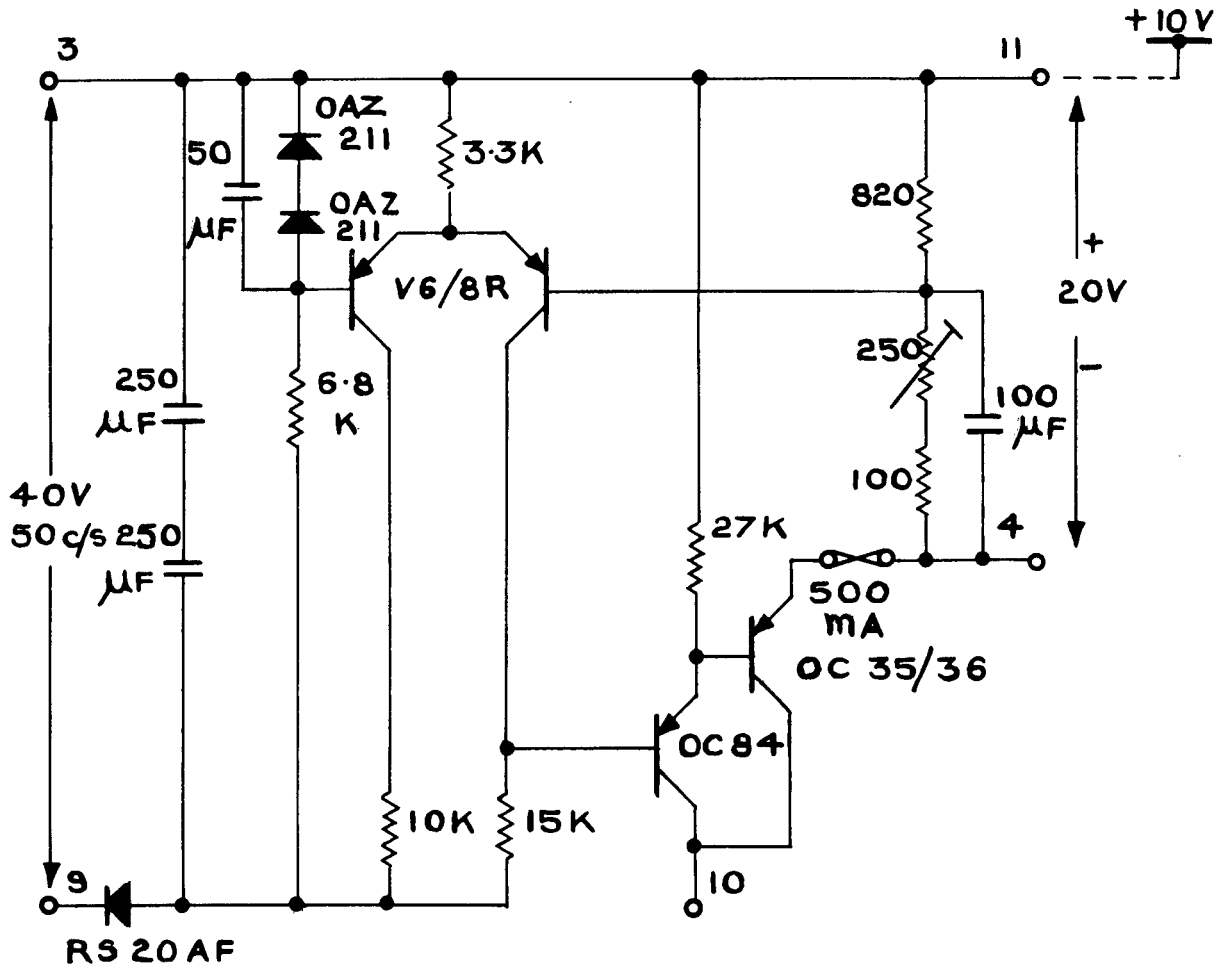 +10V
3
11
OAZ
211
50
µF
3·3K
820
OAZ
211
V6/8R
+
20V
−
250
250
µF
6·8
K
100
µF
100
40V
50 c/s
250
µF
27K
4
500
mA
OC 35/36
OC84
10K
15K
9
10
RS 20AF